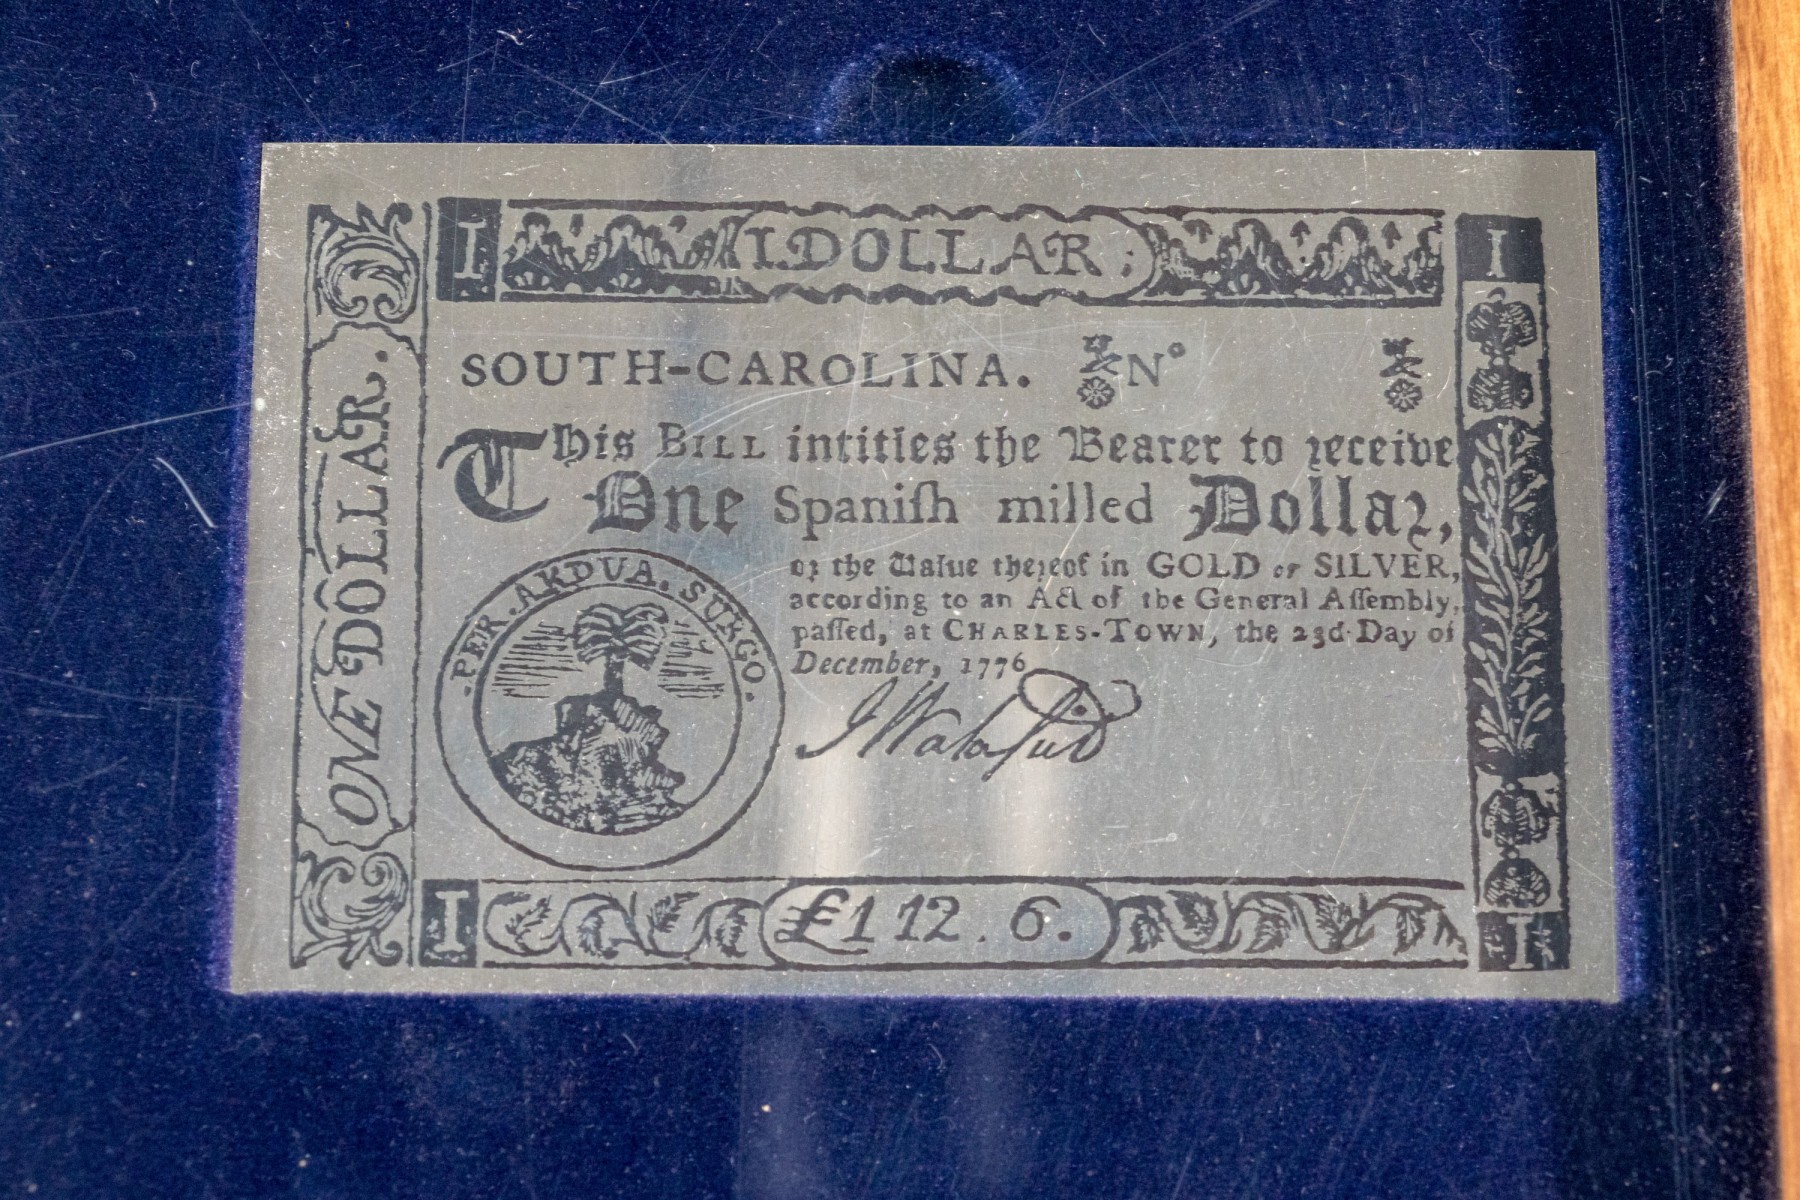 I I. DOLLAR; I
ONE DOLLAR.
SOUTH-CAROLINA. N°
This BILL intitles the Bearer to receive
One Spaniſh milled Dollar,
or the Value thereof in GOLD or SILVER,
according to an Act of the General Aſſembly,
paſſed, at CHARLES-TOWN, the 23d Day of
December, 1776
PER. ARDUA. SURGO.
I £1 12. 6. I